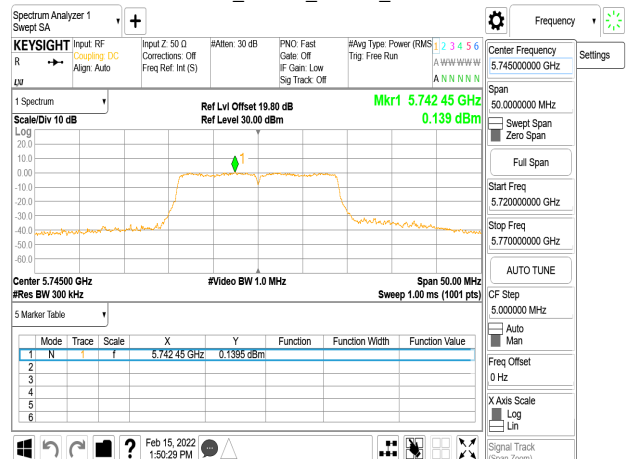 Spectrum Analyzer 1
Swept SA
Frequency
KEYSIGHT
R
LXI
Input: RF
Coupling: DC
Align: Auto
Input Z: 50 Ω
Corrections: Off
Freq Ref: Int (S)
#Atten: 30 dB
PNO: Fast
Gate: Off
IF Gain: Low
Sig Track: Off
#Avg Type: Power (RMS
Trig: Free Run
1 2 3 4 5 6
A W W W W W
A N N N N N
Center Frequency
5.745000000 GHz
Settings
Span
50.0000000 MHz
Swept Span
Zero Span
Full Span
Start Freq
5.720000000 GHz
Stop Freq
5.770000000 GHz
AUTO TUNE
CF Step
5.000000 MHz
Auto
Man
Freq Offset
0 Hz
X Axis Scale
Log
Lin
Signal Track
(Span Zoom)
1 Spectrum
Scale/Div 10 dB
Ref Lvl Offset 19.80 dB
Ref Level 30.00 dBm
Mkr1 5.742 45 GHz
0.139 dBm
Log
20.0
10.0
0.00
-10.0
-20.0
-30.0
-40.0
-50.0
-60.0
1
Center 5.74500 GHz
#Res BW 300 kHz
#Video BW 1.0 MHz
Span 50.00 MHz
Sweep 1.00 ms (1001 pts)
5 Marker Table
Mode Trace Scale X Y Function Function Width Function Value
1 N 1 f 5.742 45 GHz 0.1395 dBm
2
3
4
5
6
?
Feb 15, 2022
1:50:29 PM